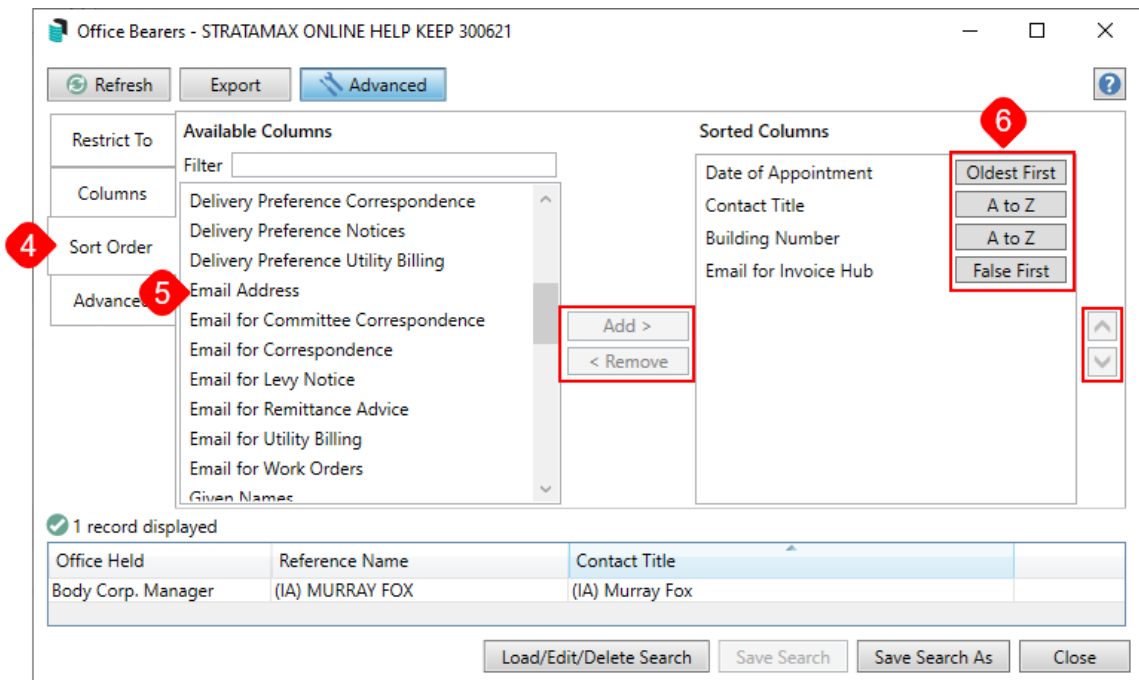 Office Bearers - STRATAMAX ONLINE HELP KEEP 300621
Refresh Export Advanced ?
Restrict To
Columns
4 Sort Order
Advanced
Available Columns
Filter
Delivery Preference Correspondence
Delivery Preference Notices
Delivery Preference Utility Billing
5 Email Address
Email for Committee Correspondence
Email for Correspondence
Email for Levy Notice
Email for Remittance Advice
Email for Utility Billing
Email for Work Orders
Given Names
Add >
< Remove
Sorted Columns
6
Date of Appointment Oldest First
Contact Title A to Z
Building Number A to Z
Email for Invoice Hub False First
1 record displayed
Office Held Reference Name Contact Title
Body Corp. Manager (IA) MURRAY FOX (IA) Murray Fox
Load/Edit/Delete Search Save Search Save Search As Close